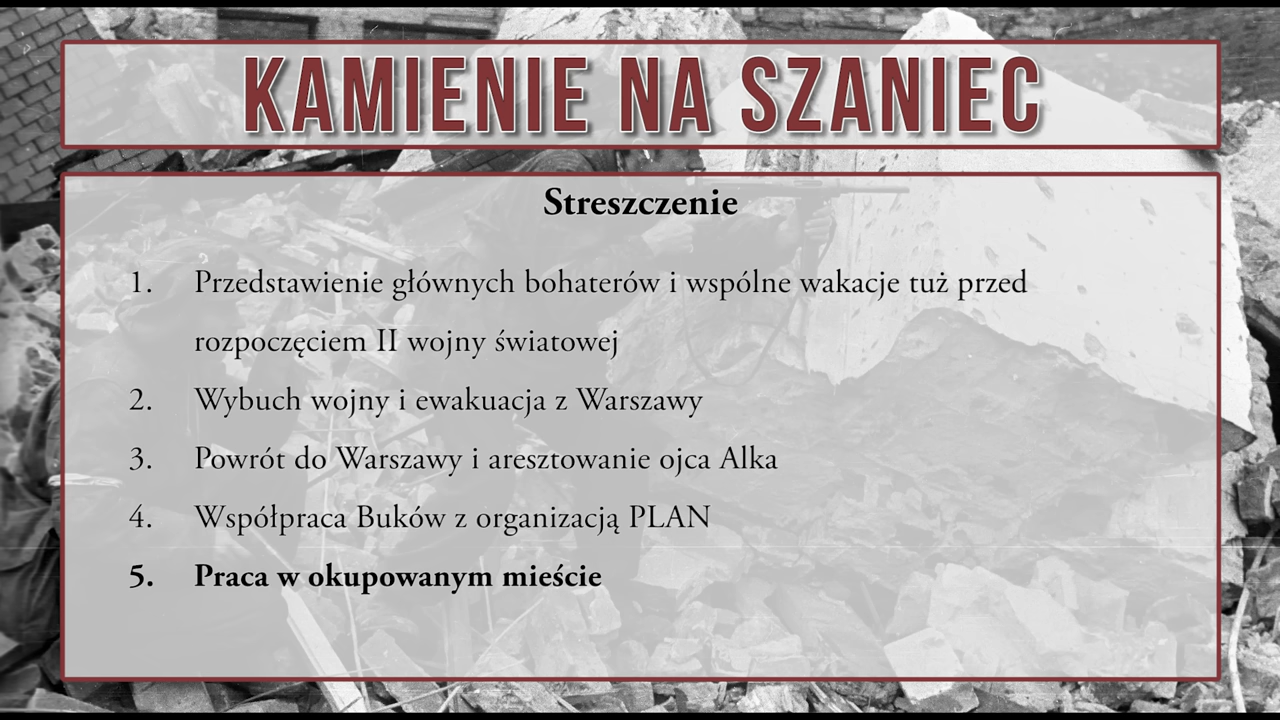 KAMIENIE NA SZANIEC
Streszczenie
1. Przedstawienie głównych bohaterów i wspólne wakacje tuż przed
rozpoczęciem II wojny światowej
2. Wybuch wojny i ewakuacja z Warszawy
3. Powrót do Warszawy i aresztowanie ojca Alka
4. Współpraca Buków z organizacją PLAN
5. Praca w okupowanym mieście